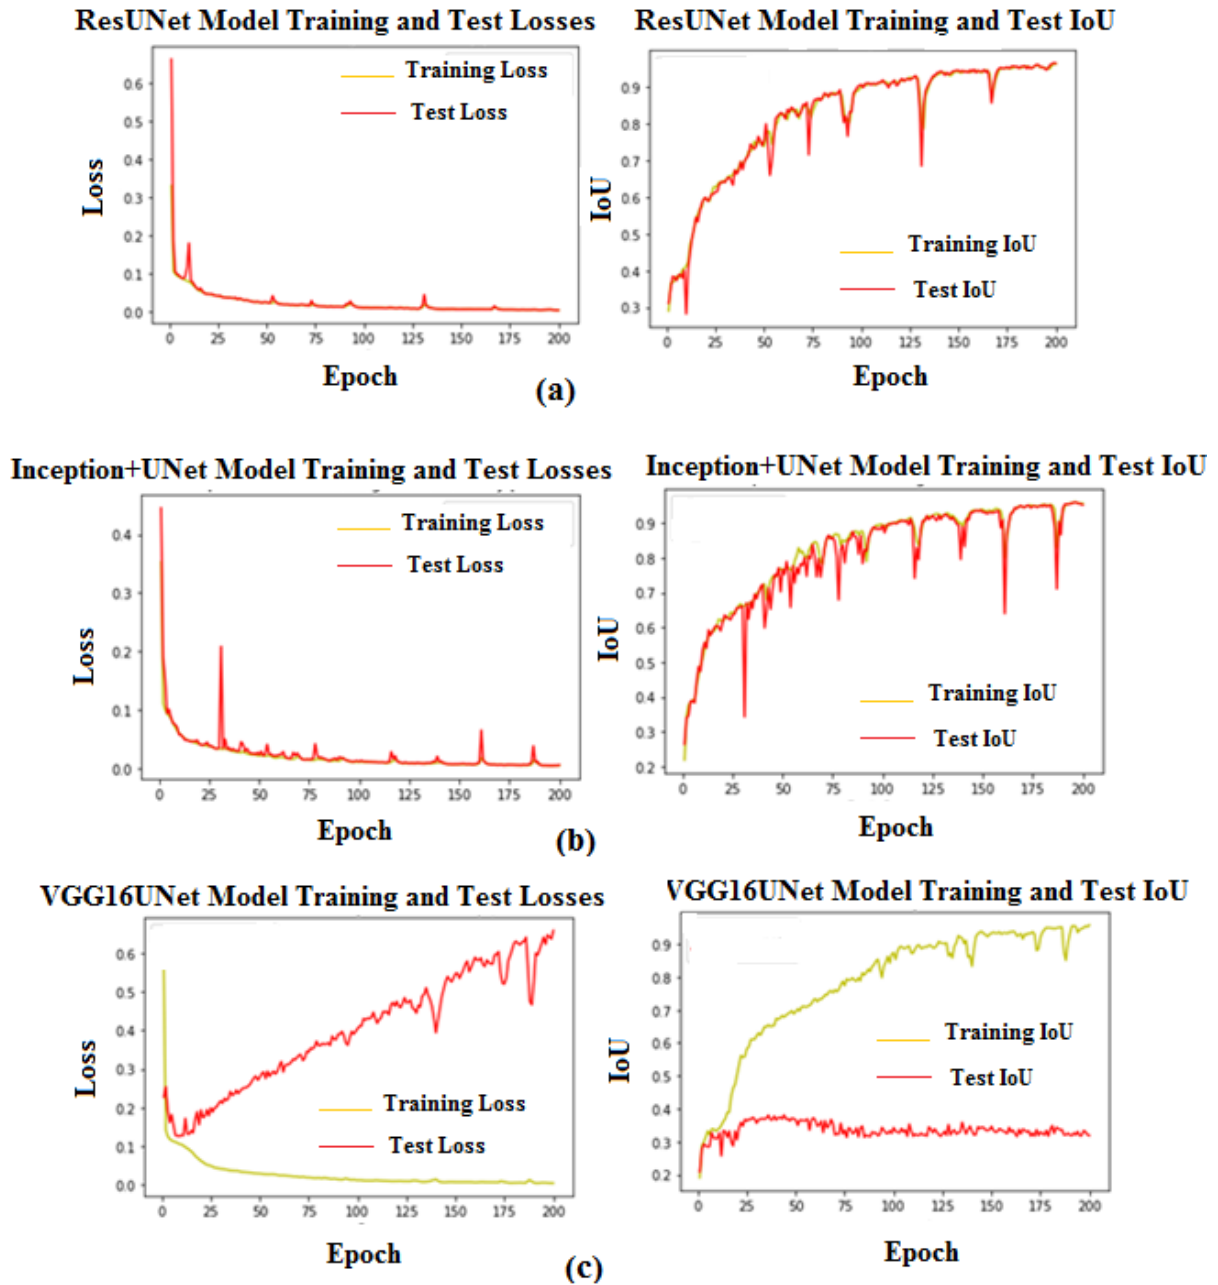 ResUNet Model Training and Test Losses
ResUNet Model Training and Test IoU
Training Loss
Test Loss
Loss
0.6
0.5
0.4
0.3
0.2
0.1
0.0
0 25 50 75 100 125 150 175 200
Epoch
IoU
0.9
0.8
0.7
0.6
0.5
0.4
0.3
Training IoU
Test IoU
0 25 50 75 100 125 150 175 200
Epoch
(a)
Inception+UNet Model Training and Test Losses
Inception+UNet Model Training and Test IoU
Training Loss
Test Loss
Loss
0.4
0.3
0.2
0.1
0.0
0 25 50 75 100 125 150 175 200
Epoch
IoU
0.9
0.8
0.7
0.6
0.5
0.4
0.3
0.2
Training IoU
Test IoU
0 25 50 75 100 125 150 175 200
Epoch
(b)
VGG16UNet Model Training and Test Losses
VGG16UNet Model Training and Test IoU
Loss
0.6
0.5
0.4
0.3
0.2
0.1
0.0
Training Loss
Test Loss
0 25 50 75 100 125 150 175 200
Epoch
IoU
0.9
0.8
0.7
0.6
0.5
0.4
0.3
0.2
Training IoU
Test IoU
0 25 50 75 100 125 150 175 200
Epoch
(c)